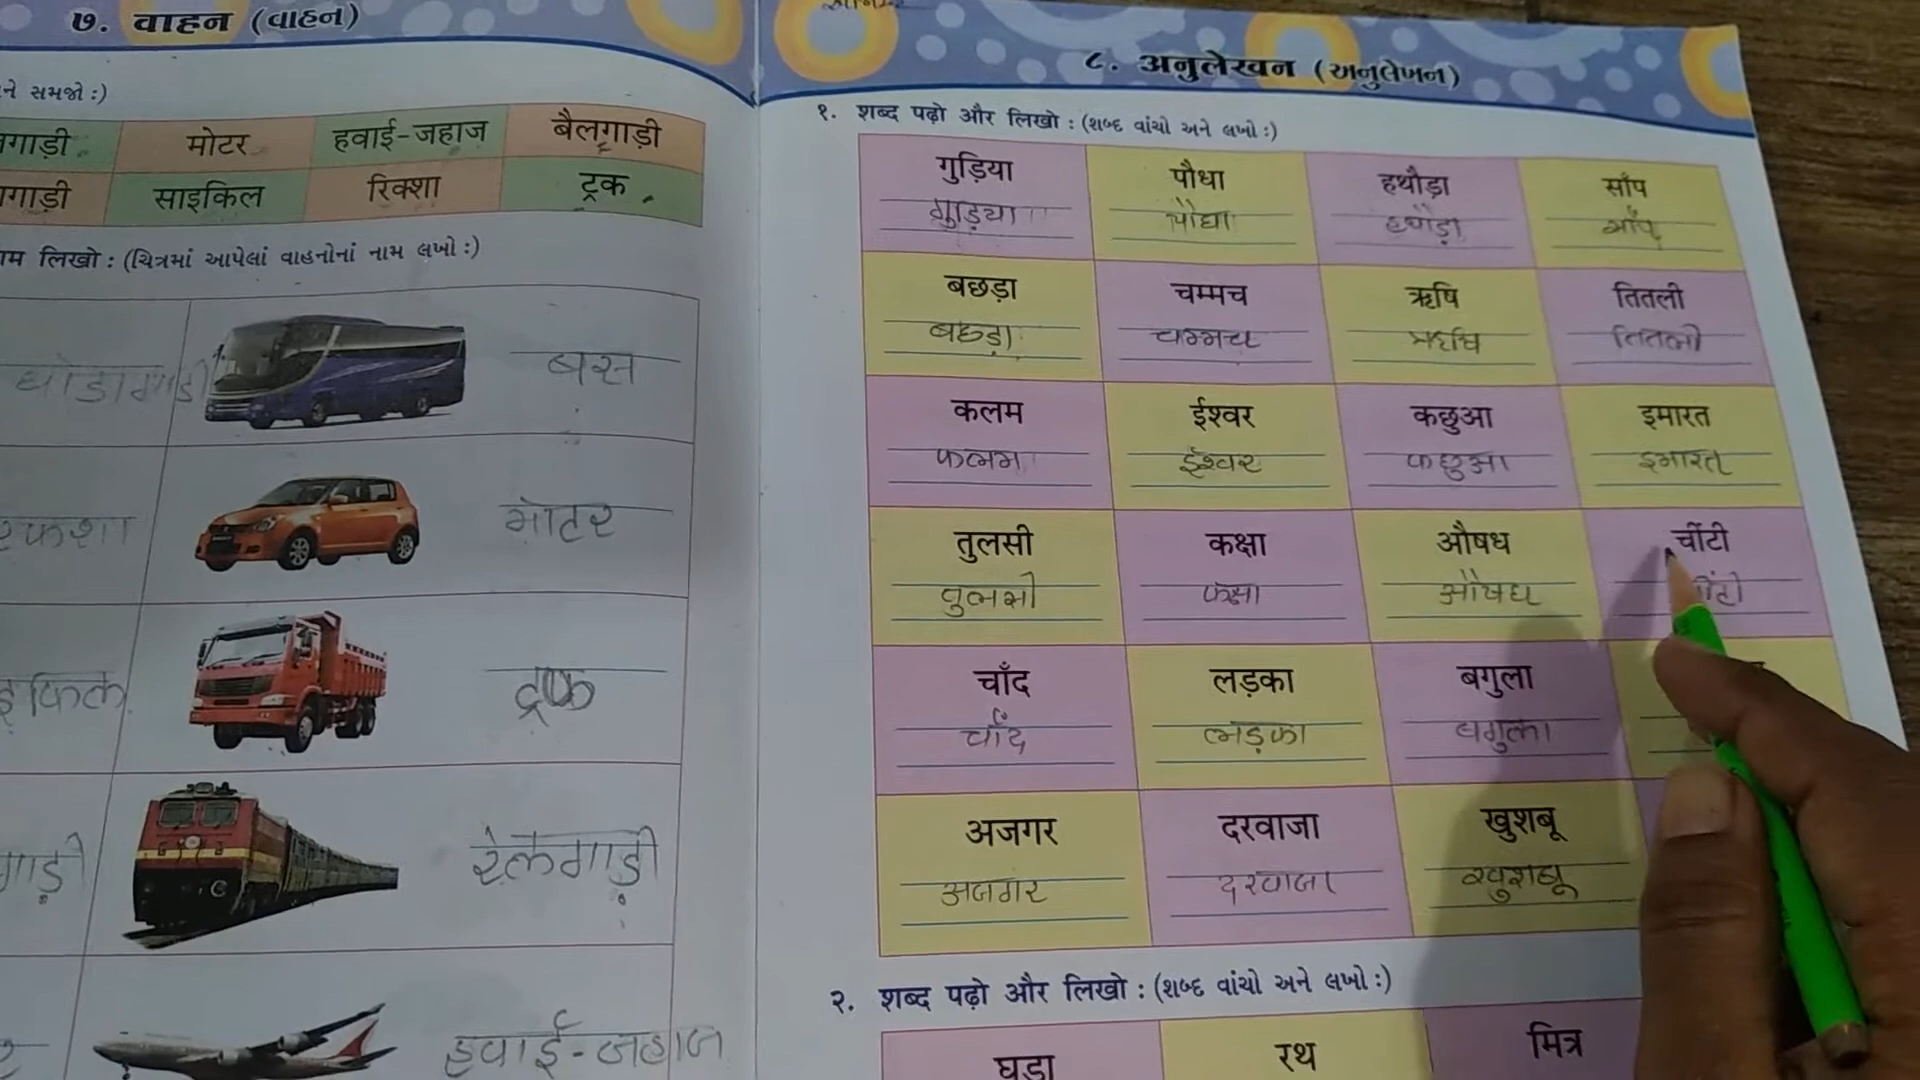 ૭. वाहन (વાહન)
ને સમજો :)
गाड़ी मोटर हवाई-जहाज बैलगाड़ी
गाड़ी साइकिल रिक्शा ट्रक
लिखो : (ચિત્રમાં આપેલાં વાહનોનાં નામ લખો :)
घोडागाडी बस
मोटर
ट्रक
गाड़ी रेलगाड़ी
हवाई-जहाज
८. अनुलेखन (અનુલેખન)
१. शब्द पढ़ो और लिखो : (શબ્દ વાંચો અને લખો :)
गुड़िया पौधा हथौड़ा साँप
गुड़िया पौधा हथौड़ा साँप
बछड़ा चम्मच ऋषि तितली
बछड़ा चम्मच ऋषि तितली
कलम ईश्वर कछुआ इमारत
कलम ईश्वर कछुआ इमारत
तुलसी कक्षा औषध चींटी
तुलसी कक्षा औषध
चाँद लड़का बगुला
चाँद लड़का बगुला
अजगर दरवाजा खुशबू
अजगर दरवाजा खुशबू
२. शब्द पढ़ो और लिखो : (શબ્દ વાંચો અને લખો :)
घड़ा रथ मित्र